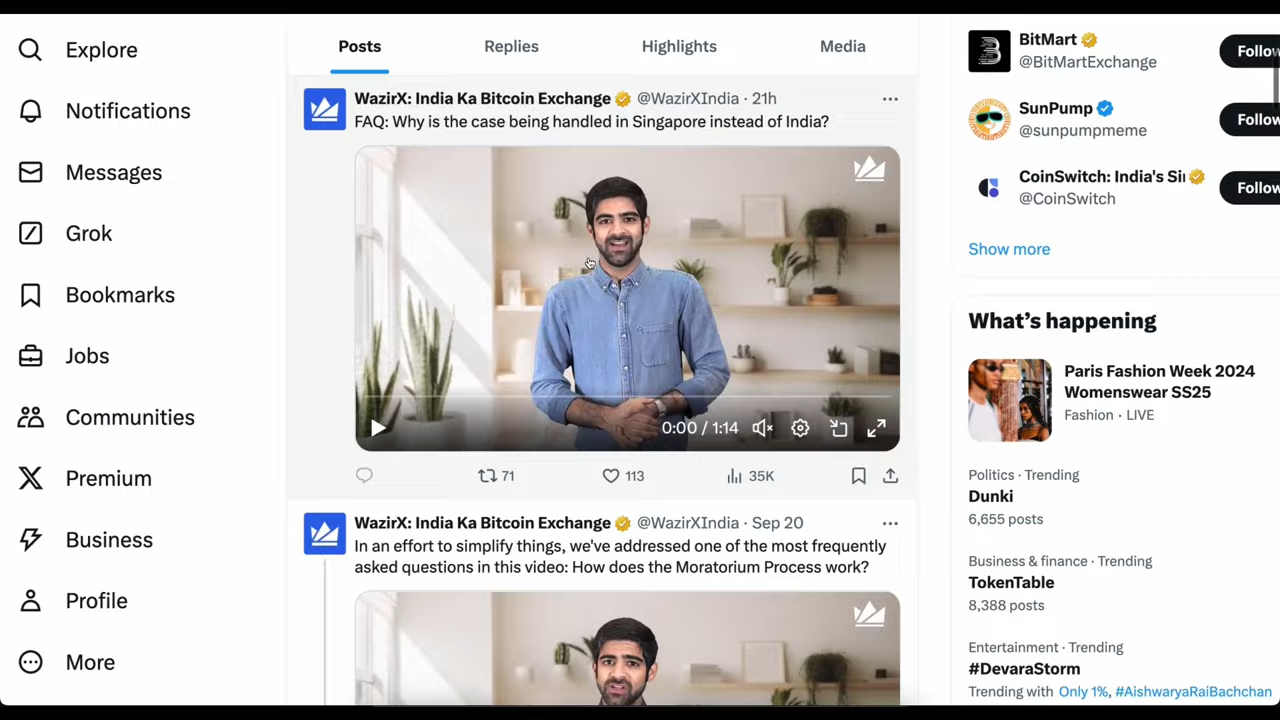 Explore
Notifications
Messages
Grok
Bookmarks
Jobs
Communities
Premium
Business
Profile
More
Posts
Replies
Highlights
Media
WazirX: India Ka Bitcoin Exchange @WazirXIndia · 21h
FAQ: Why is the case being handled in Singapore instead of India?
0:00 / 1:14
71
113
35K
WazirX: India Ka Bitcoin Exchange @WazirXIndia · Sep 20
In an effort to simplify things, we've addressed one of the most frequently
asked questions in this video: How does the Moratorium Process work?
BitMart
@BitMartExchange
Follow
SunPump
@sunpumpmeme
Follow
CoinSwitch: India's Si
@CoinSwitch
Follow
Show more
What's happening
Paris Fashion Week 2024
Womenswear SS25
Fashion · LIVE
Politics · Trending
Dunki
6,655 posts
Business & finance · Trending
TokenTable
8,388 posts
Entertainment · Trending
#DevaraStorm
Trending with Only 1%, #AishwaryaRaiBachchan